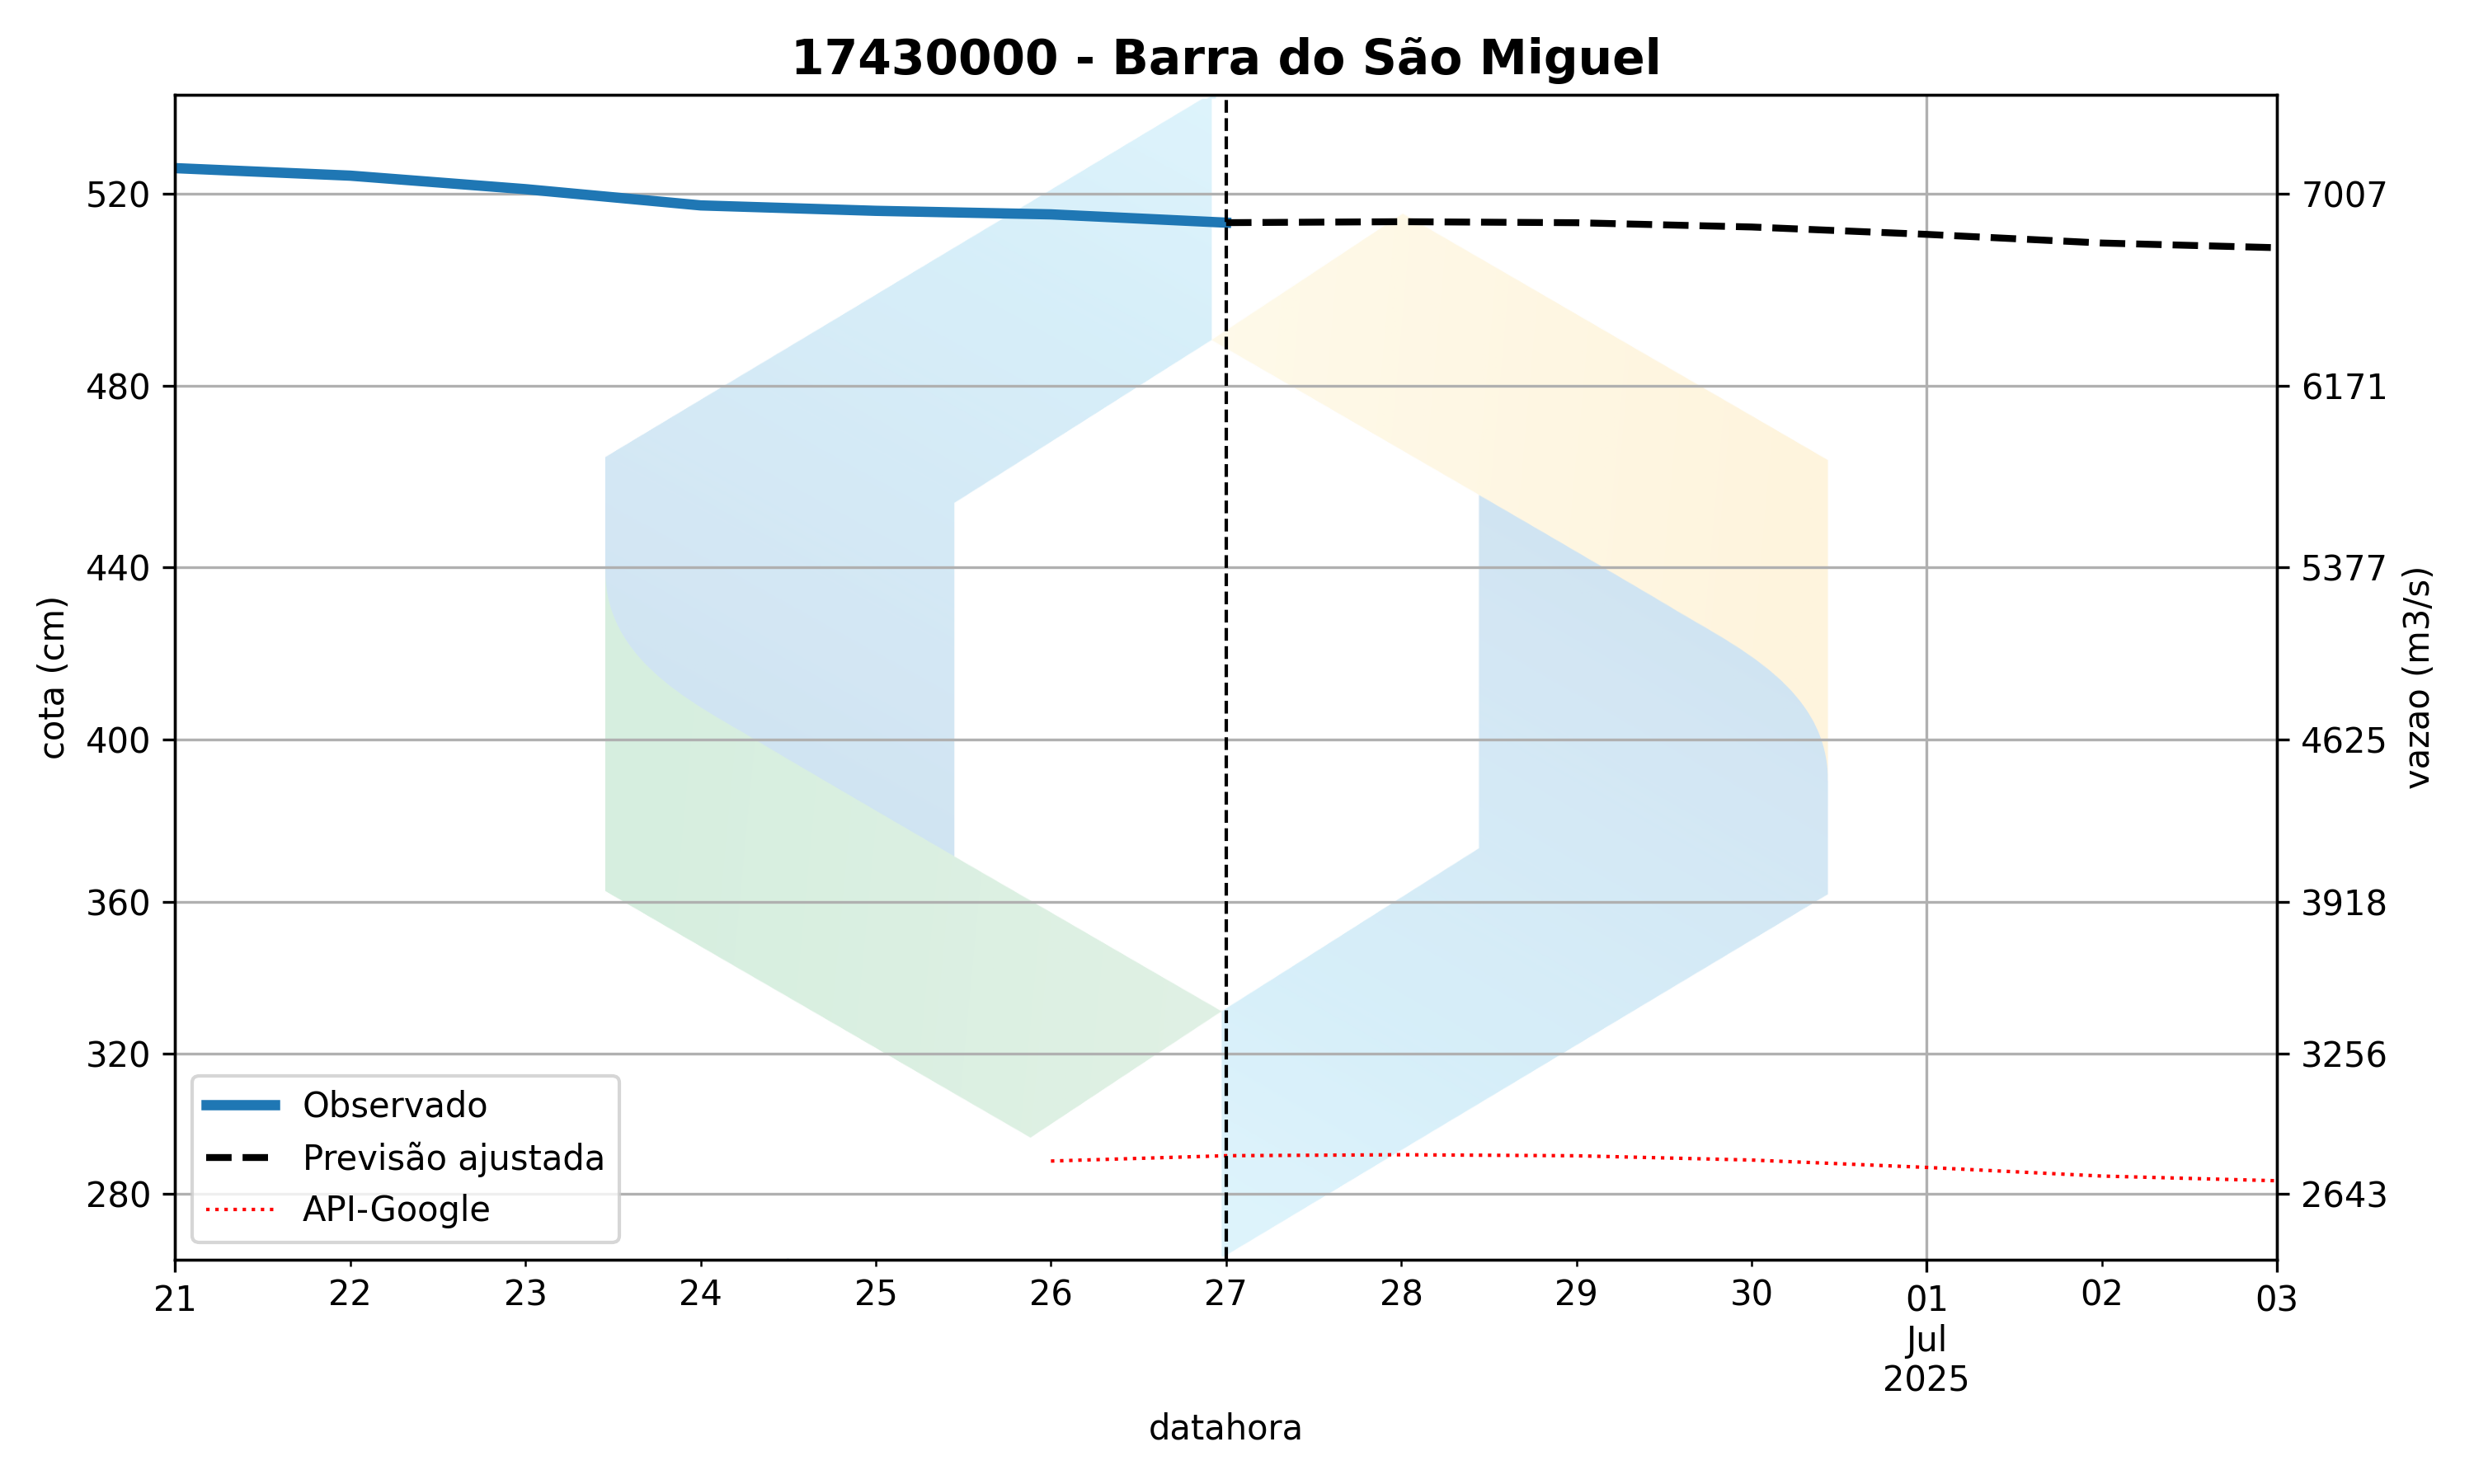 17430000 - Barra do São Miguel
520
480
440
400
360
320
280
cota (cm)
7007
6171
5377
4625
3918
3256
2643
vazao (m3/s)
Observado
Previsão ajustada
API-Google
21 22 23 24 25 26 27 28 29 30 01 02 03
Jul
2025
datahora